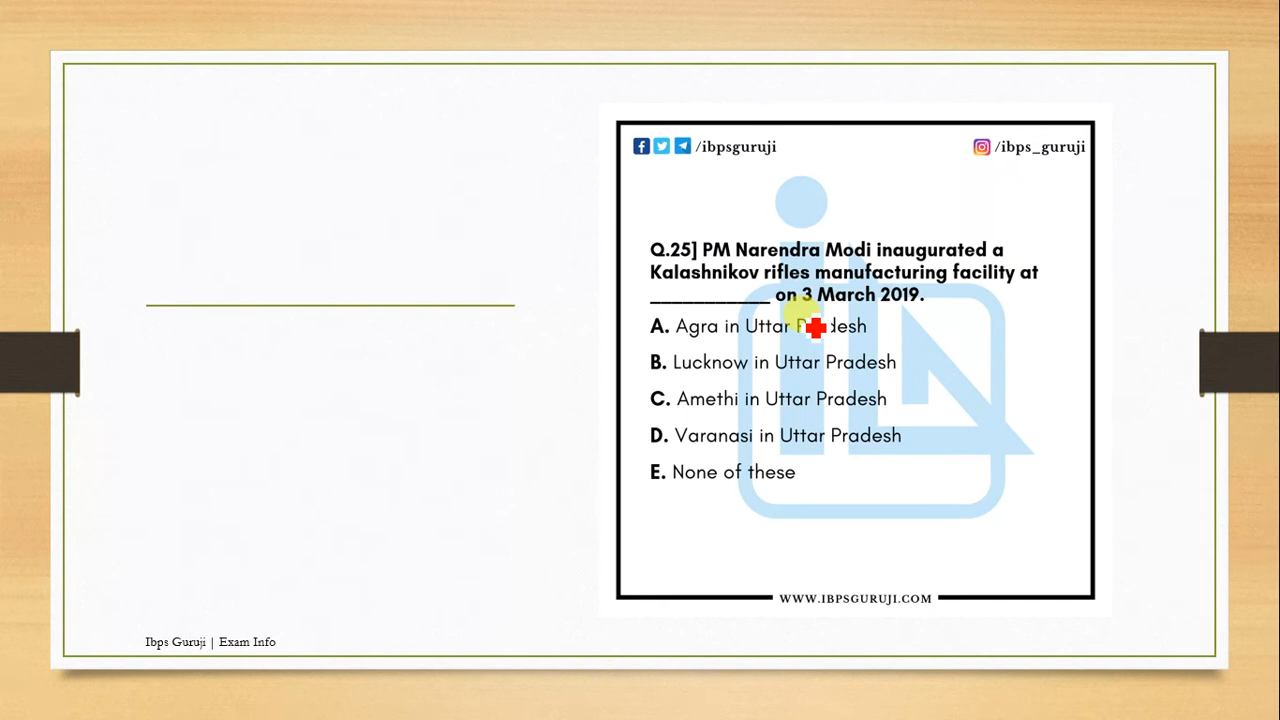 /ibpsguruji
/ibps_guruji
Q.25] PM Narendra Modi inaugurated a
Kalashnikov rifles manufacturing facility at
____________ on 3 March 2019.
A. Agra in Uttar Pradesh
B. Lucknow in Uttar Pradesh
C. Amethi in Uttar Pradesh
D. Varanasi in Uttar Pradesh
E. None of these
WWW.IBPSGURUJI.COM
Ibps Guruji | Exam Info